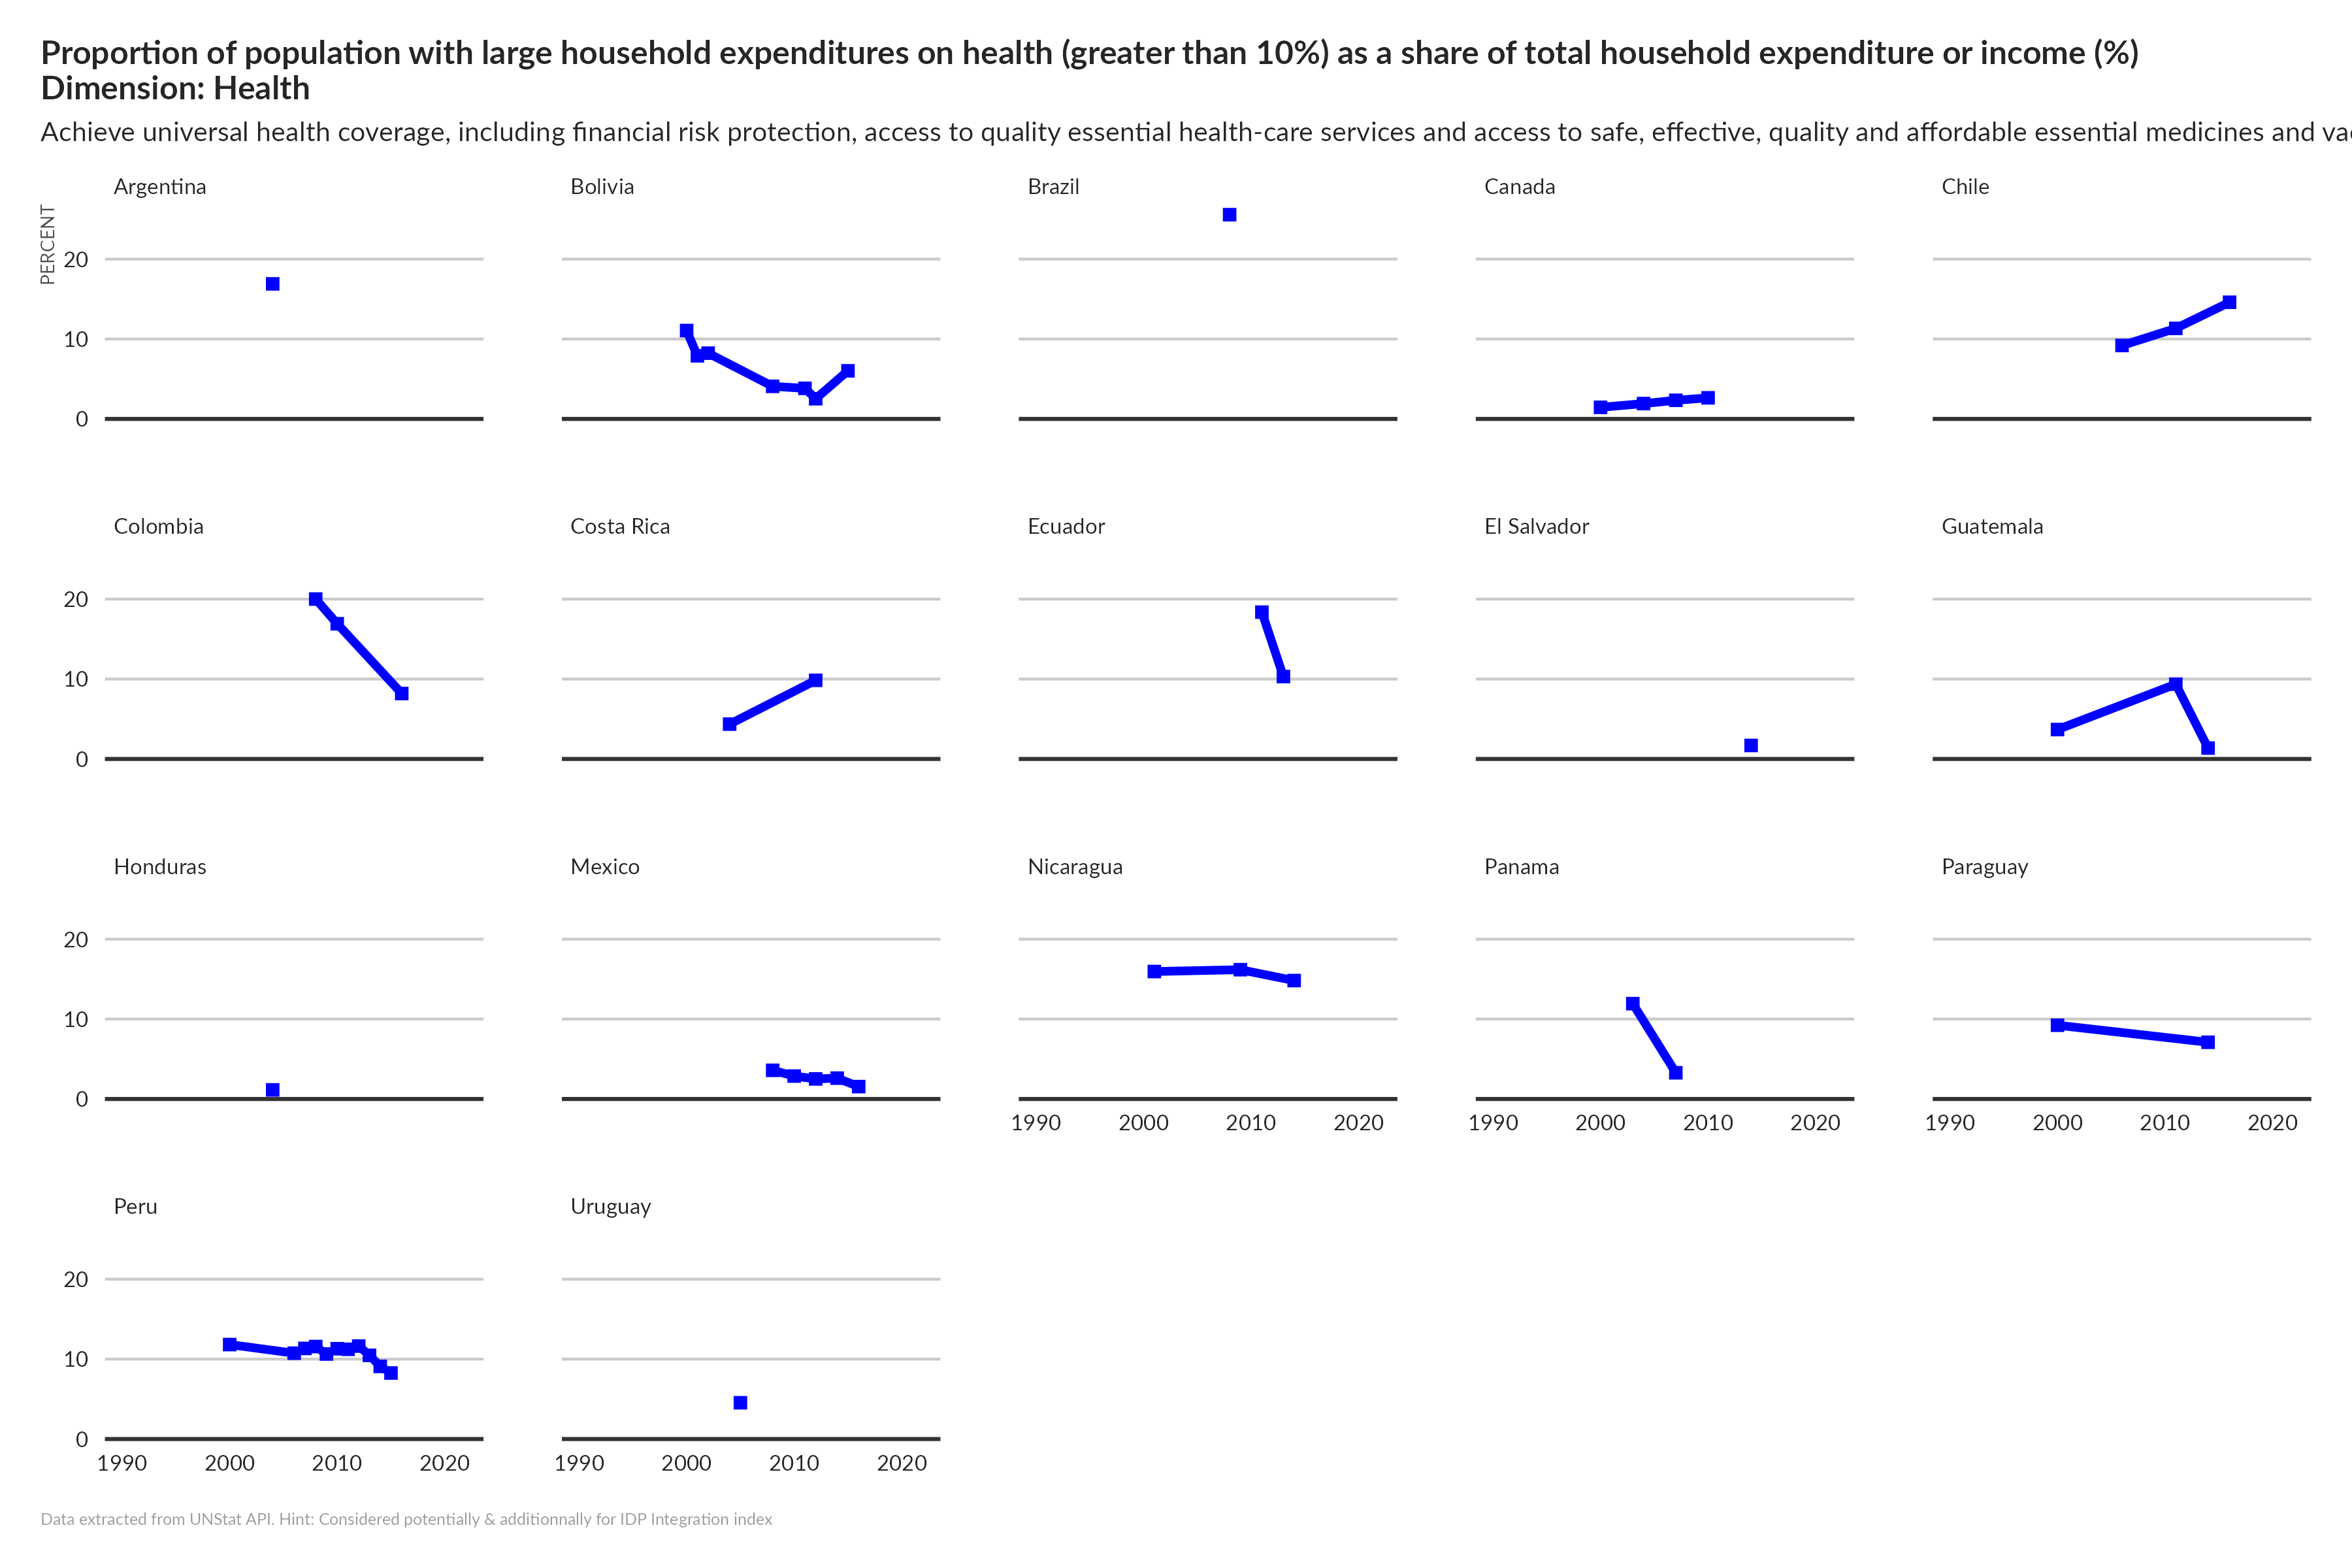 Proportion of population with large household expenditures on health (greater than 10%) as a share of total household expenditure or income (%)
Dimension: Health
Achieve universal health coverage, including financial risk protection, access to quality essential health-care services and access to safe, effective, quality and affordable essential medicines and
PERCENT
Argentina
Bolivia
Brazil
Canada
Chile
20
10
0
Colombia
Costa Rica
Ecuador
El Salvador
Guatemala
20
10
0
Honduras
Mexico
Nicaragua
Panama
Paraguay
20
10
0
1990 2000 2010 2020
1990 2000 2010 2020
1990 2000 2010 2020
Peru
Uruguay
20
10
0
1990 2000 2010 2020
1990 2000 2010 2020
Data extracted from UNStat API. Hint: Considered potentially & additionnally for IDP Integration index